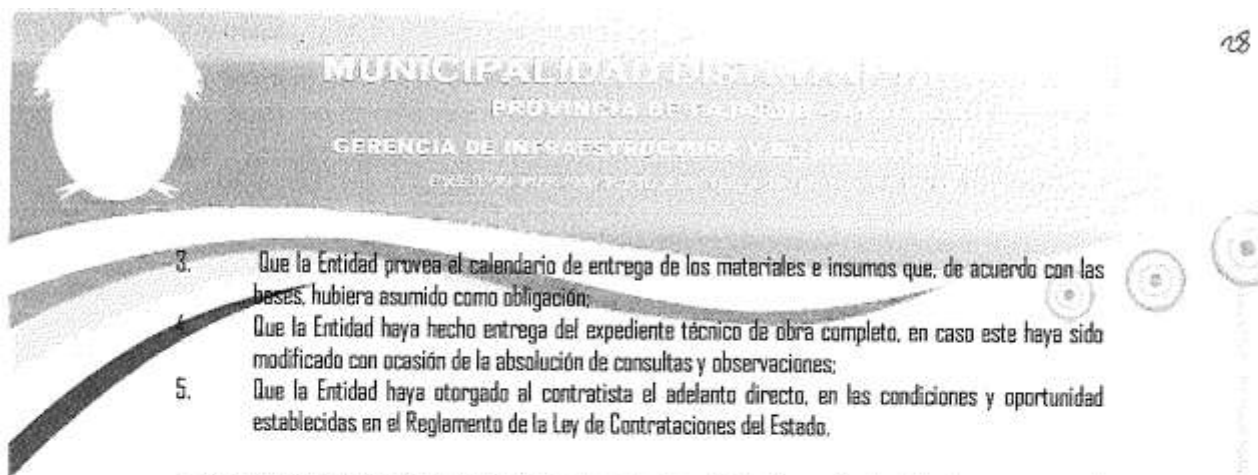 28
MUNICIPALIDAD
PROVINCIA DE
GERENCIA DE INFRAESTRUCTURA Y
3. Que la Entidad provea el calendario de entrega de los materiales e insumos que, de acuerdo con las
bases, hubiera asumido como obligación;
4. Que la Entidad haya hecho entrega del expediente técnico de obra completo, en caso este haya sido
modificado con ocasión de la absolución de consultas y observaciones;
5. Que la Entidad haya otorgado al contratista el adelanto directo, en las condiciones y oportunidad
establecidas en el Reglamento de la Ley de Contrataciones del Estado.